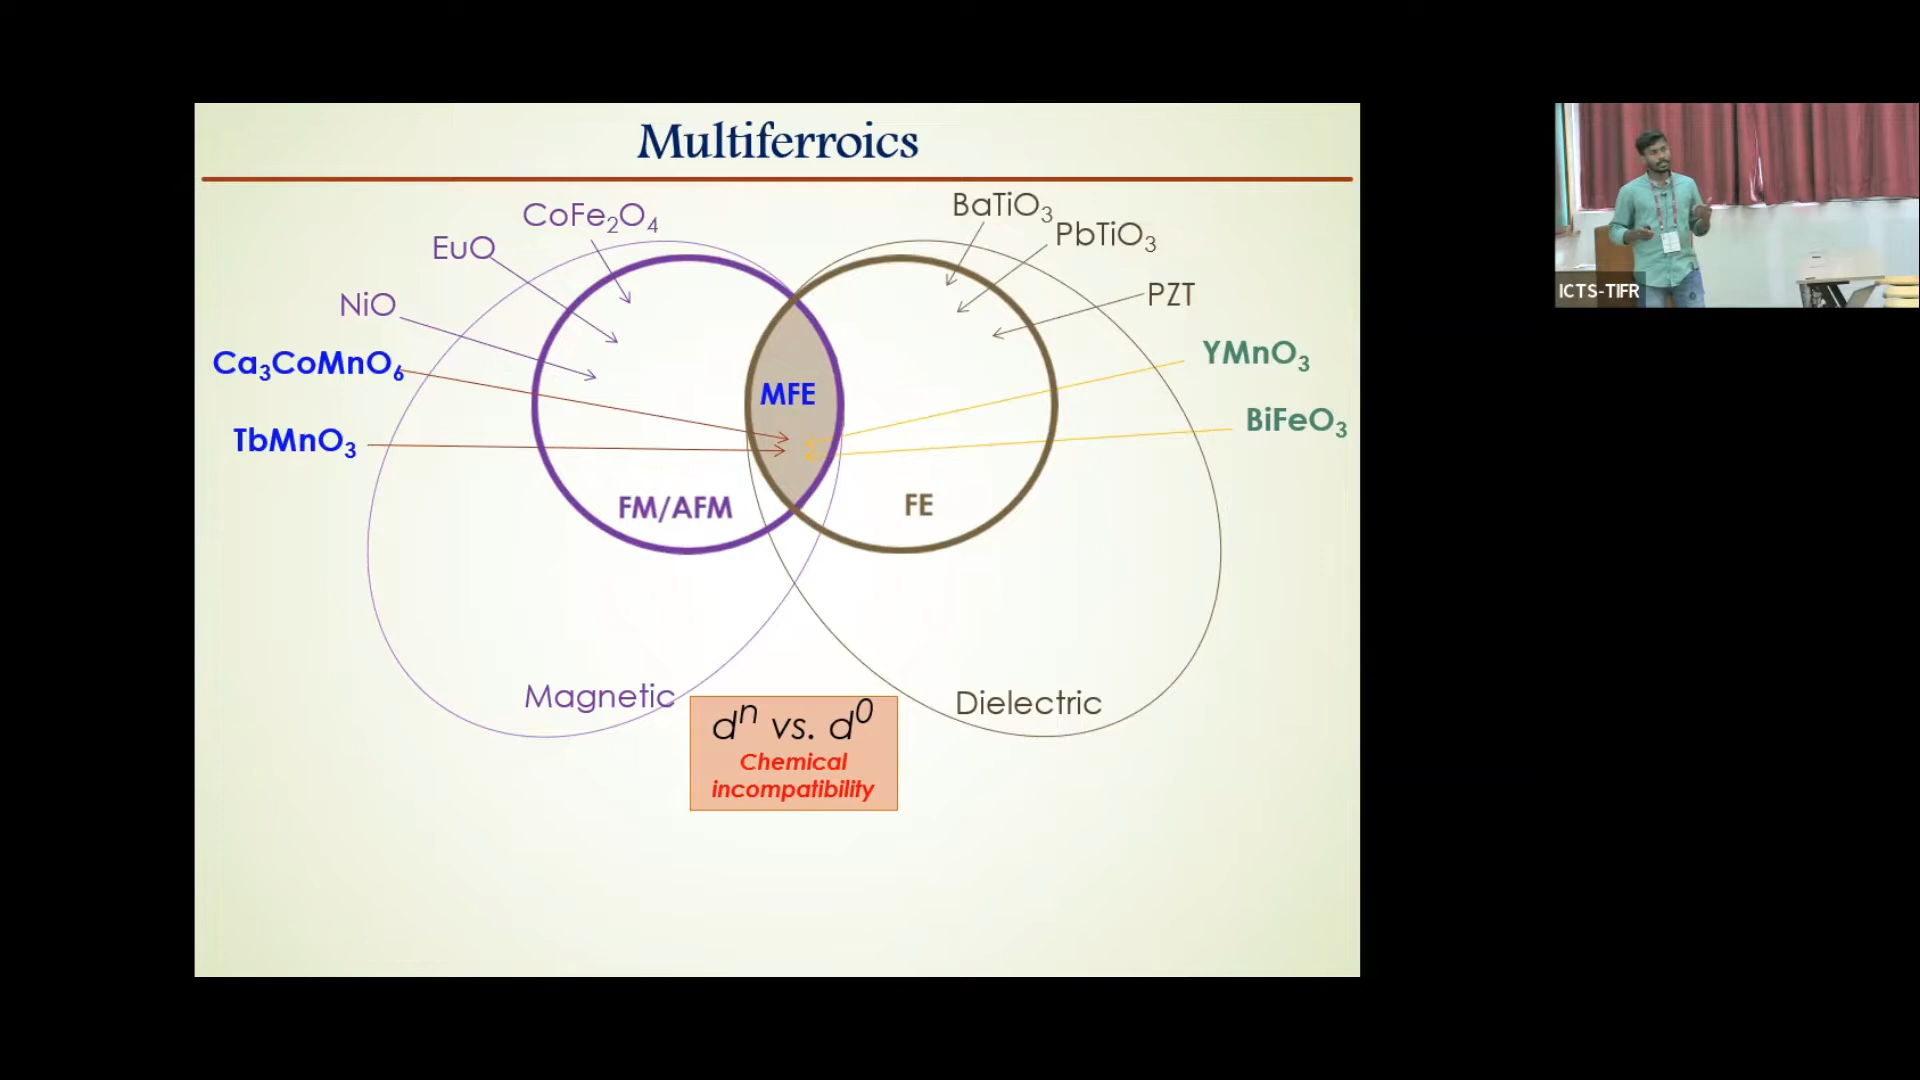 Multiferroics
CoFe₂O₄
EuO
NiO
Ca₃CoMnO₆
TbMnO₃
BaTiO₃
PbTiO₃
PZT
YMnO₃
BiFeO₃
MFE
FM/AFM
FE
Magnetic
Dielectric
dⁿ vs. d⁰
Chemical
incompatibility
ICTS-TIFR